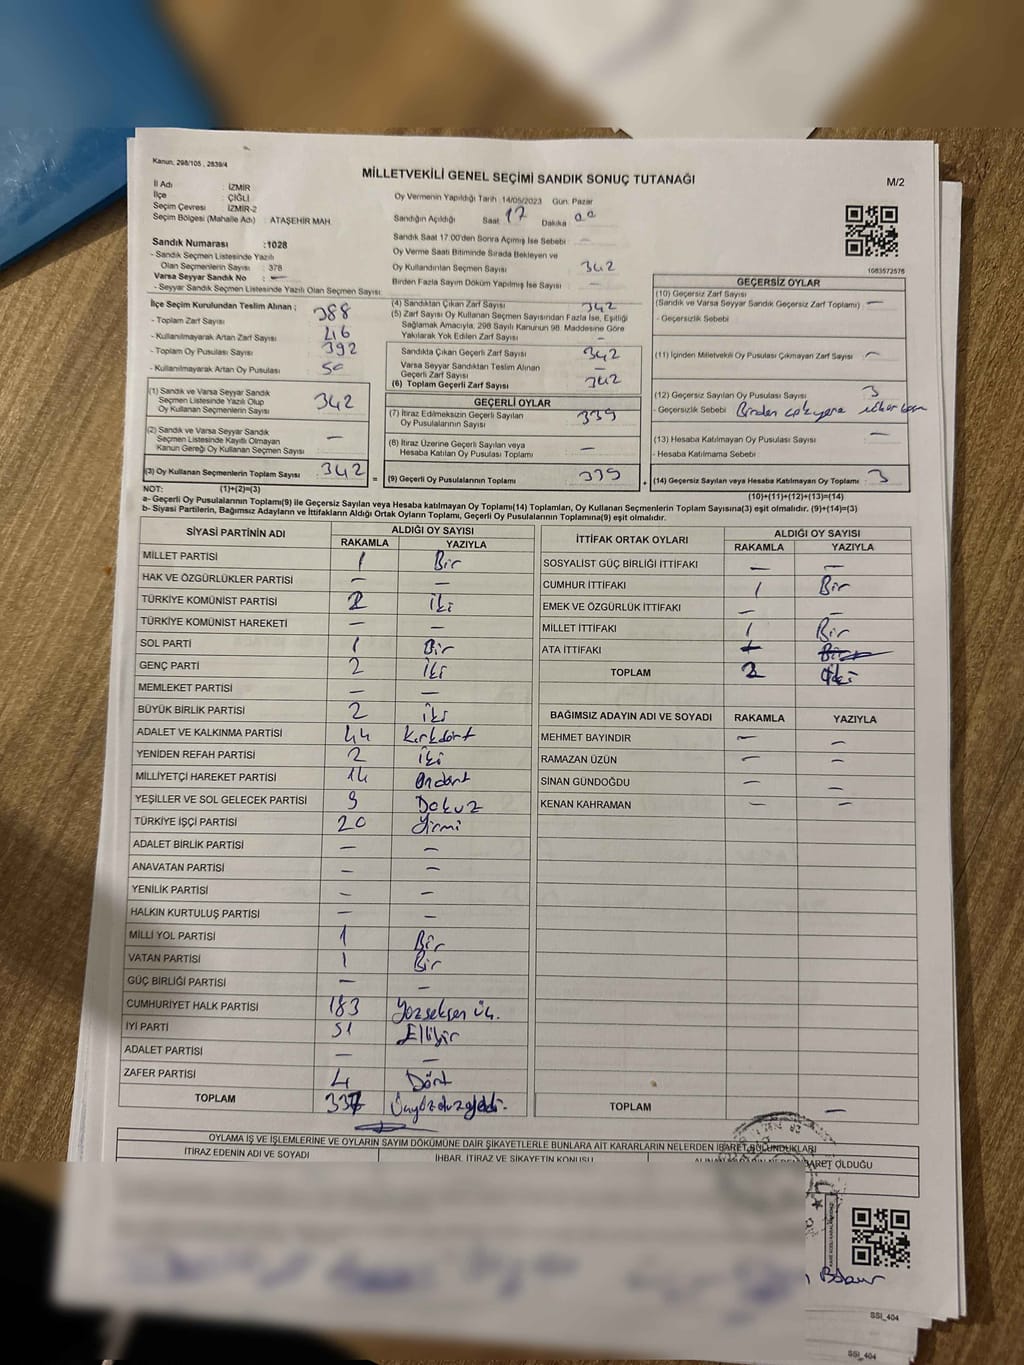 Kanun, 298/105 , 2839/4
MİLLETVEKİLİ GENEL SEÇİMİ SANDIK SONUÇ TUTANAĞI
M/2
İl Adı : İZMİR
İlçe : ÇİĞLİ
Seçim Çevresi : İZMİR-2
Seçim Bölgesi (Mahalle Adı) : ATAŞEHİR MAH.
Oy Vermenin Yapıldığı Tarih : 14/05/2023 Gün: Pazar
Sandığın Açıldığı Saat 17 Dakika 00
Sandık Saat 17.00'den Sonra Açılmış İse Sebebi : —
Oy Verme Saati Bitiminde Sırada Bekleyen ve
Oy Kullandırılan Seçmen Sayısı : 342
Birden Fazla Sayım Döküm Yapılmış İse Sayısı : —
1083572576
Sandık Numarası :1028
- Sandık Seçmen Listesinde Yazılı
Olan Seçmenlerin Sayısı : 378
Varsa Seyyar Sandık No : —
- Seyyar Sandık Seçmen Listesinde Yazılı Olan Seçmen Sayısı:
İlçe Seçim Kurulundan Teslim Alınan ;
- Toplam Zarf Sayısı : 388
- Kullanılmayarak Artan Zarf Sayısı : 46
- Toplam Oy Pusulası Sayısı : 392
- Kullanılmayarak Artan Oy Pusulası : 50
(1) Sandık ve Varsa Seyyar Sandık
Seçmen Listesinde Yazılı Olup
Oy Kullanan Seçmenlerin Sayısı : 342
(2) Sandık ve Varsa Seyyar Sandık
Seçmen Listesinde Kayıtlı Olmayan
Kanun Gereği Oy Kullanan Seçmen Sayısı : —
(3) Oy Kullanan Seçmenlerin Toplam Sayısı : 342
(4) Sandıktan Çıkan Zarf Sayısı : 342
(5) Zarf Sayısı Oy Kullanan Seçmen Sayısından Fazla İse, Eşitliği
Sağlamak Amacıyla, 298 Sayılı Kanunun 98. Maddesine Göre
Yakılarak Yok Edilen Zarf Sayısı : —
Sandıkta Çıkan Geçerli Zarf Sayısı : 342
Varsa Seyyar Sandıktan Teslim Alınan
Geçerli Zarf Sayısı : —
(6) Toplam Geçerli Zarf Sayısı : 342
GEÇERLİ OYLAR
(7) İtiraz Edilmeksizin Geçerli Sayılan
Oy Pusulalarının Sayısı : 339
(8) İtiraz Üzerine Geçerli Sayılan veya
Hesaba Katılan Oy Pusulası Toplamı : —
= (9) Geçerli Oy Pusulalarının Toplamı : 339
GEÇERSİZ OYLAR
(10) Geçersiz Zarf Sayısı
(Sandık ve Varsa Seyyar Sandık Geçersiz Zarf Toplamı) : —
- Geçersizlik Sebebi :
(11) İçinden Milletvekili Oy Pusulası Çıkmayan Zarf Sayısı : —
(12) Geçersiz Sayılan Oy Pusulası Sayısı : 3
- Geçersizlik Sebebi : Birden çok yere
(13) Hesaba Katılmayan Oy Pusulası Sayısı : —
- Hesaba Katılmama Sebebi :
+ (14) Geçersiz Sayılan veya Hesaba Katılmayan Oy Toplamı : 3
NOT: (1)+(2)=(3)
(10)+(11)+(12)+(13)=(14)
a- Geçerli Oy Pusulalarının Toplamı(9) ile Geçersiz Sayılan veya Hesaba katılmayan Oy Toplamı(14) Toplamları, Oy Kullanan Seçmenlerin Toplam Sayısına(3) eşit olmalıdır. (9)+(14)=(3)
b- Siyasi Partilerin, Bağımsız Adayların ve İttifakların Aldığı Ortak Oyların Toplamı, Geçerli Oy Pusulalarının Toplamına(9) eşit olmalıdır.
SİYASİ PARTİNİN ADI ALDIĞI OY SAYISI
RAKAMLA YAZIYLA
MİLLET PARTİSİ 1 Bir
HAK VE ÖZGÜRLÜKLER PARTİSİ — —
TÜRKİYE KOMÜNİST PARTİSİ 2 İki
TÜRKİYE KOMÜNİST HAREKETİ — —
SOL PARTİ 1 Bir
GENÇ PARTİ 2 İki
MEMLEKET PARTİSİ — —
BÜYÜK BİRLİK PARTİSİ 2 İki
ADALET VE KALKINMA PARTİSİ 44 Kırkdört
YENİDEN REFAH PARTİSİ 2 İki
MİLLİYETÇİ HAREKET PARTİSİ 14 Ondört
YEŞİLLER VE SOL GELECEK PARTİSİ 9 Dokuz
TÜRKİYE İŞÇİ PARTİSİ 20 Yirmi
ADALET BİRLİK PARTİSİ — —
ANAVATAN PARTİSİ — —
YENİLİK PARTİSİ — —
HALKIN KURTULUŞ PARTİSİ — —
MİLLİ YOL PARTİSİ 1 Bir
VATAN PARTİSİ 1 Bir
GÜÇ BİRLİĞİ PARTİSİ — —
CUMHURİYET HALK PARTİSİ 183 Yüzseksen üç.
İYİ PARTİ 51 Ellibir
ADALET PARTİSİ — —
ZAFER PARTİSİ 4 Dört
TOPLAM 337 Üçyüzotuzyedi.
İTTİFAK ORTAK OYLARI ALDIĞI OY SAYISI
RAKAMLA YAZIYLA
SOSYALİST GÜÇ BİRLİĞİ İTTİFAKI — —
CUMHUR İTTİFAKI 1 Bir
EMEK VE ÖZGÜRLÜK İTTİFAKI — —
MİLLET İTTİFAKI 1 Bir
ATA İTTİFAKI
TOPLAM 2 İki
BAĞIMSIZ ADAYIN ADI VE SOYADI RAKAMLA YAZIYLA
MEHMET BAYINDIR — —
RAMAZAN ÜZÜN — —
SİNAN GÜNDOĞDU — —
KENAN KAHRAMAN — —
TOPLAM —
OYLAMA İŞ VE İŞLEMLERİNE VE OYLARIN SAYIM DÖKÜMÜNE DAİR ŞİKAYETLERLE BUNLARA AİT KARARLARIN NELERDEN İBARET BULUNDUKLARI
İTİRAZ EDENİN ADI VE SOYADI İHBAR, İTİRAZ VE ŞİKAYETİN KONUSU
İBARET OLDUĞU
SSI_404
SSI_404